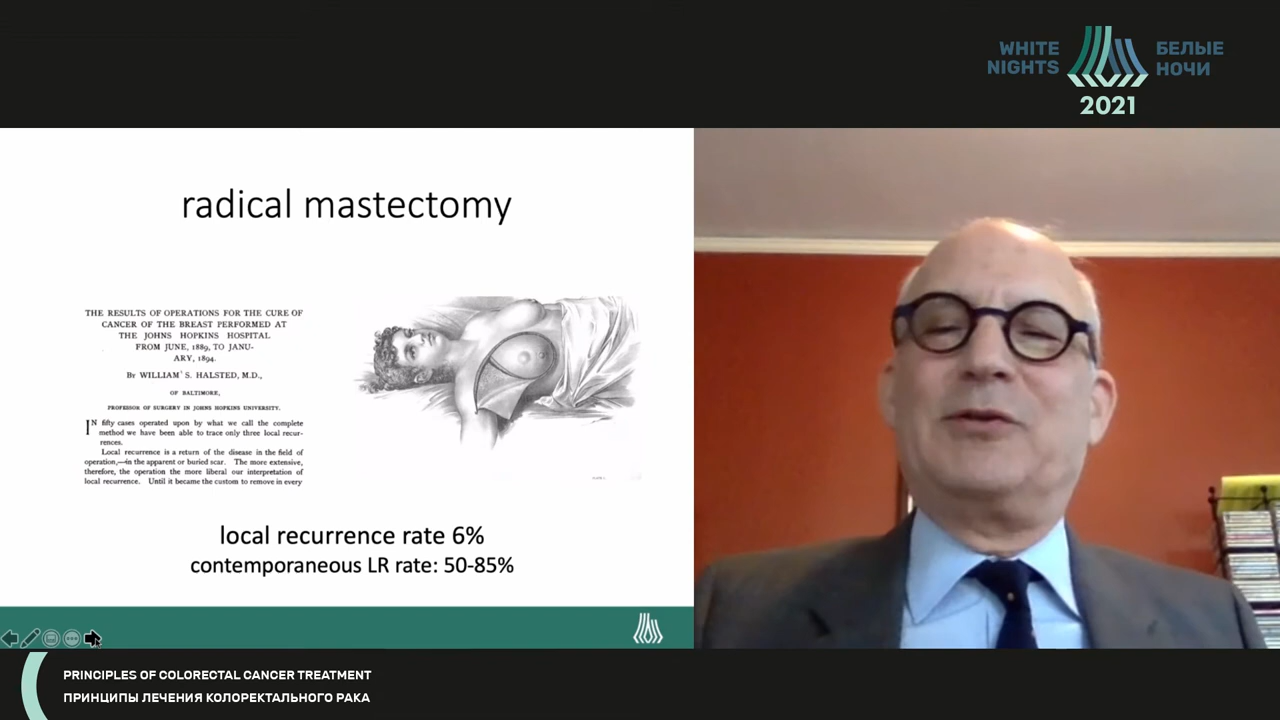 WHITE
NIGHTS
БЕЛЫЕ
НОЧИ
2021
radical mastectomy
THE RESULTS OF OPERATIONS FOR THE CURE OF
CANCER OF THE BREAST PERFORMED AT
THE JOHNS HOPKINS HOSPITAL
FROM JUNE, 1889, TO JANU-
ARY, 1894.
By WILLIAM S. HALSTED, M.D.,
OF BALTIMORE,
PROFESSOR OF SURGERY IN JOHNS HOPKINS UNIVERSITY.
IN fifty cases operated upon by what we call the complete
method we have been able to trace only three local recur-
rences.
Local recurrence is a return of the disease in the field of
operation,—in the apparent or buried scar. The more extensive,
therefore, the operation the more liberal our interpretation of
local recurrence. Until it became the custom to remove in every
local recurrence rate 6%
contemporaneous LR rate: 50-85%
PRINCIPLES OF COLORECTAL CANCER TREATMENT
ПРИНЦИПЫ ЛЕЧЕНИЯ КОЛОРЕКТАЛЬНОГО РАКА